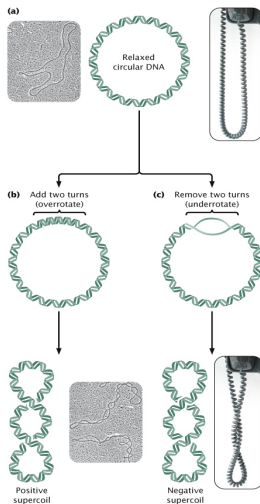 (a)
Relaxed
circular DNA
(b) Add two turns
(overrotate)
(c) Remove two turns
(underrotate)
Positive
supercoil
Negative
supercoil